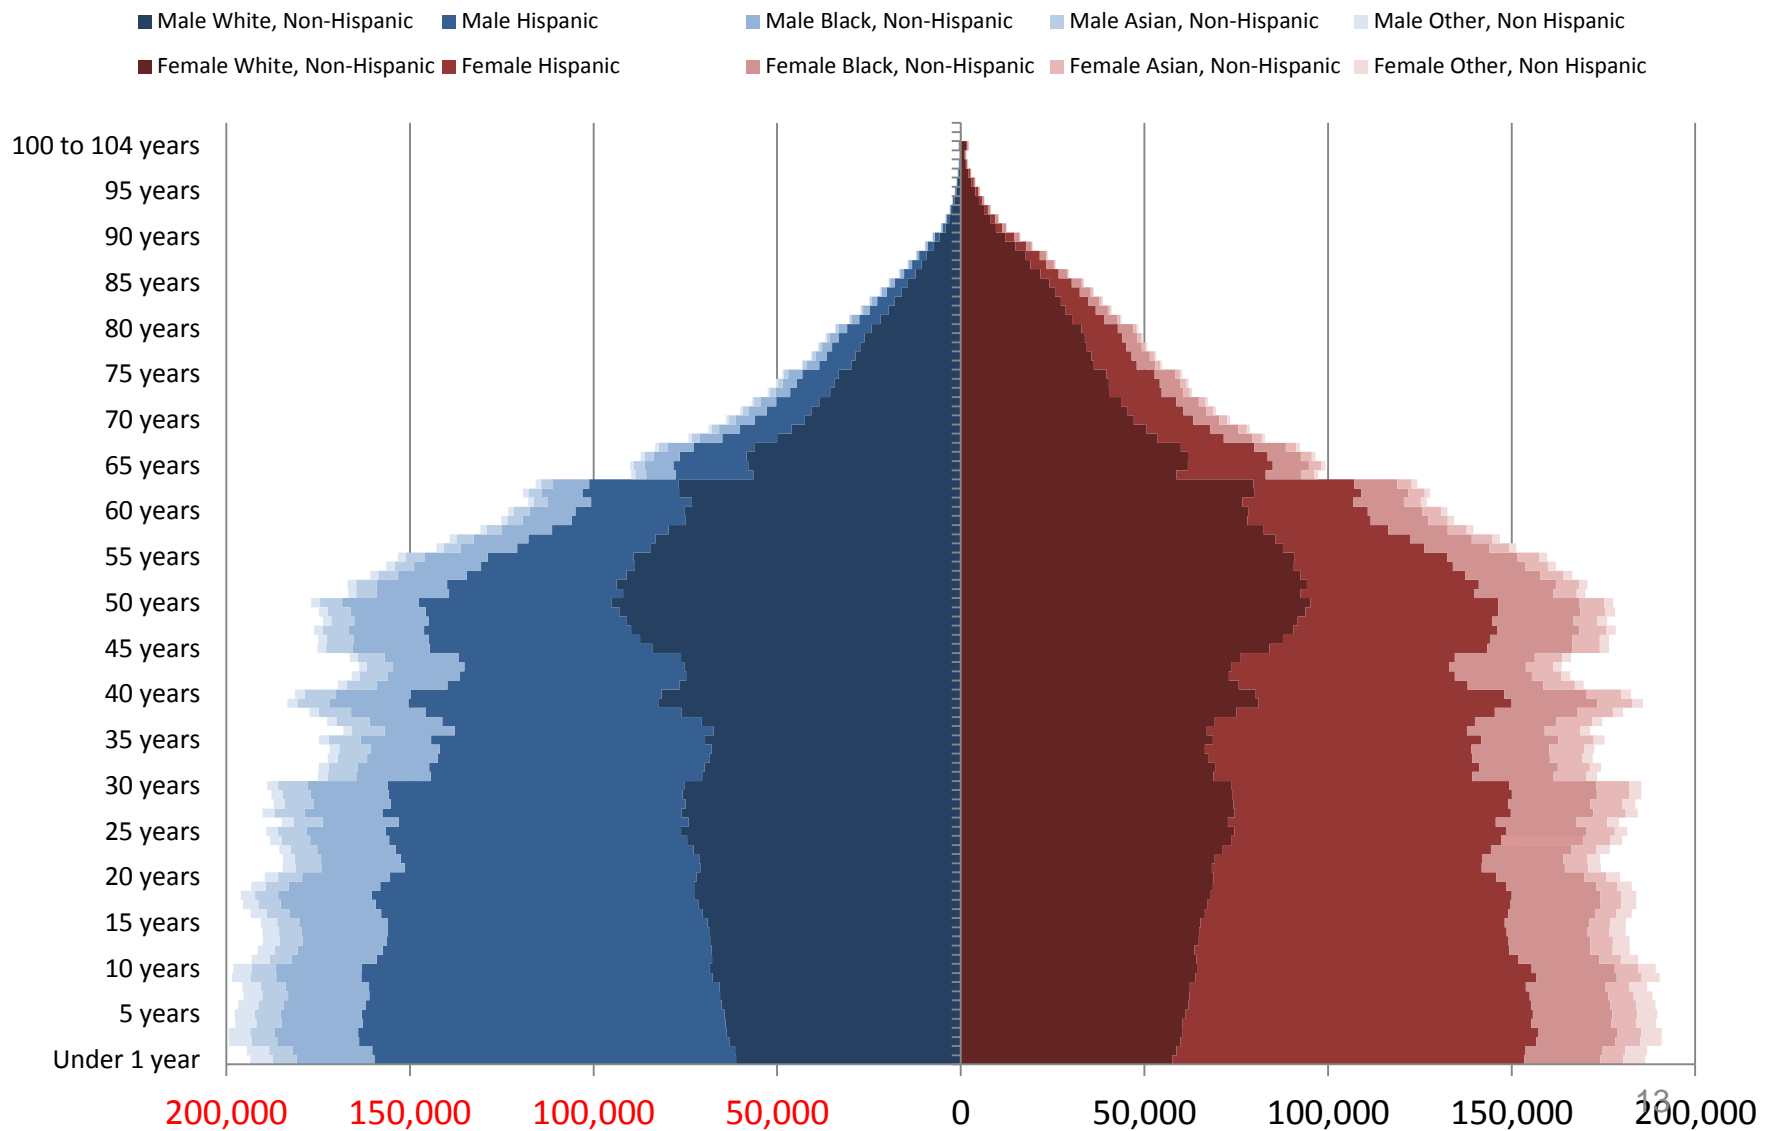 Male White, Non-Hispanic Male Hispanic Male Black, Non-Hispanic Male Asian, Non-Hispanic Male Other, Non Hispanic
Female White, Non-Hispanic Female Hispanic Female Black, Non-Hispanic Female Asian, Non-Hispanic Female Other, Non Hispanic
100 to 104 years
95 years
90 years
85 years
80 years
75 years
70 years
65 years
60 years
55 years
50 years
45 years
40 years
35 years
30 years
25 years
20 years
15 years
10 years
5 years
Under 1 year
200,000 150,000 100,000 50,000 0 50,000 100,000 150,000 200,000
13